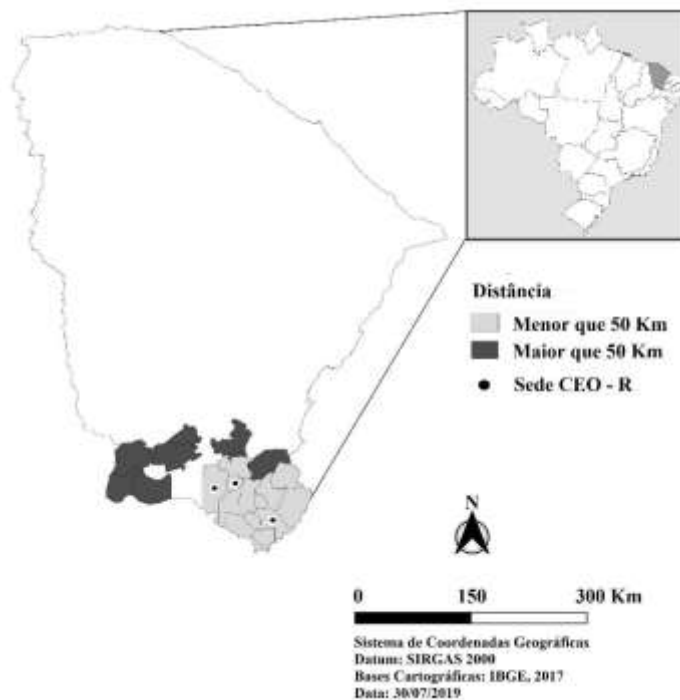 Distância
Menor que 50 Km
Maior que 50 Km
Sede CEO - R
N
0 150 300 Km
Sistema de Coordenadas Geográficas
Datum: SIRGAS 2000
Bases Cartográficas: IBGE, 2017
Data: 30/07/2019